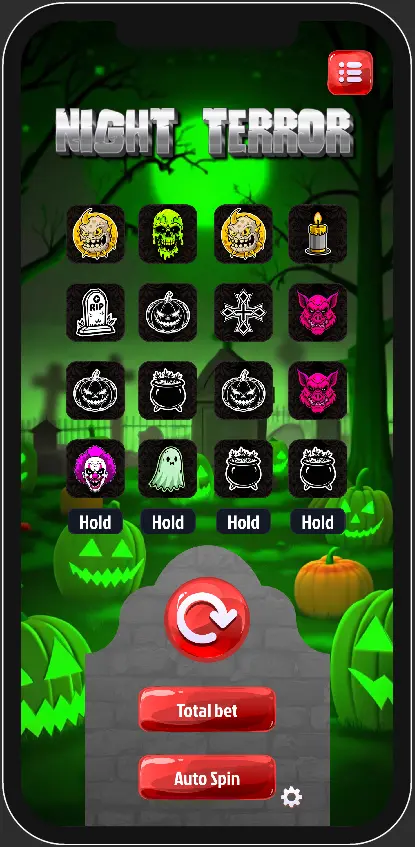 NIGHT TERROR
RIP
Hold Hold Hold Hold
Total bet
Auto Spin